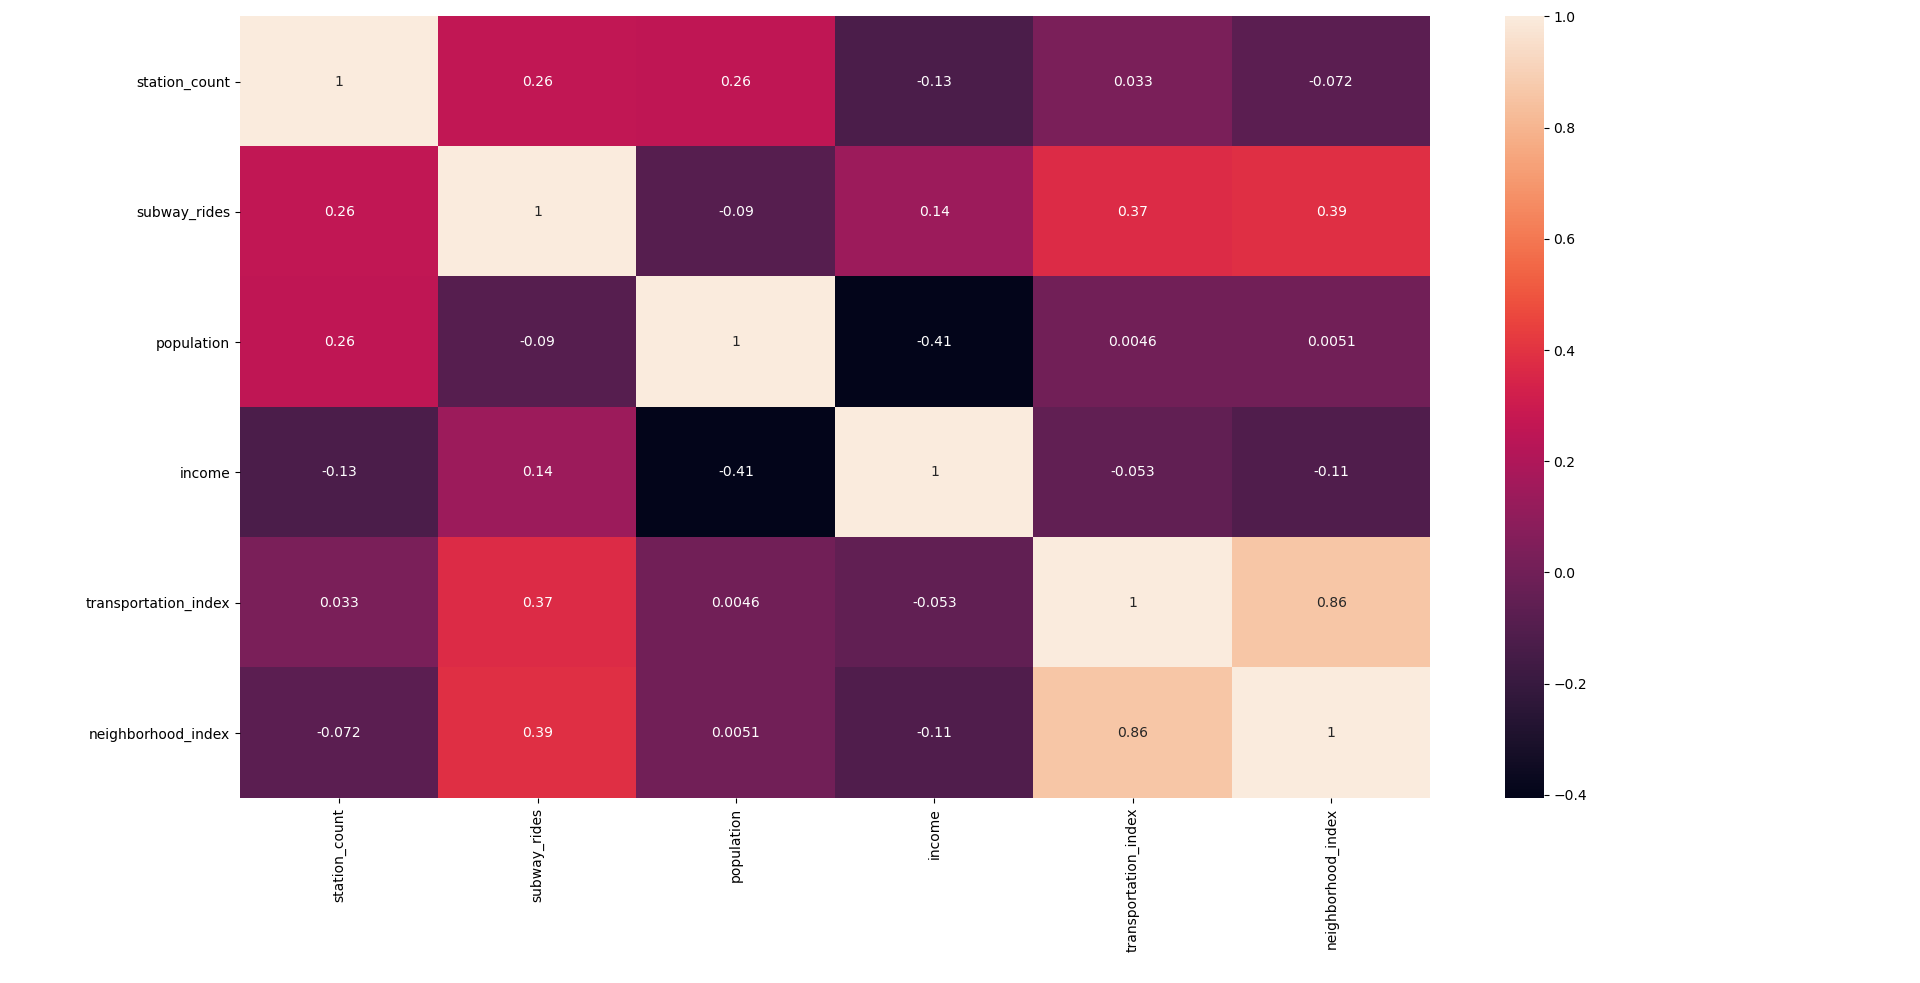 station_count 1 0.26 0.26 -0.13 0.033 -0.072
subway_rides 0.26 1 -0.09 0.14 0.37 0.39
population 0.26 -0.09 1 -0.41 0.0046 0.0051
income -0.13 0.14 -0.41 1 -0.053 -0.11
transportation_index 0.033 0.37 0.0046 -0.053 1 0.86
neighborhood_index -0.072 0.39 0.0051 -0.11 0.86 1
station_count
subway_rides
population
income
transportation_index
neighborhood_index
1.0
0.8
0.6
0.4
0.2
0.0
−0.2
−0.4